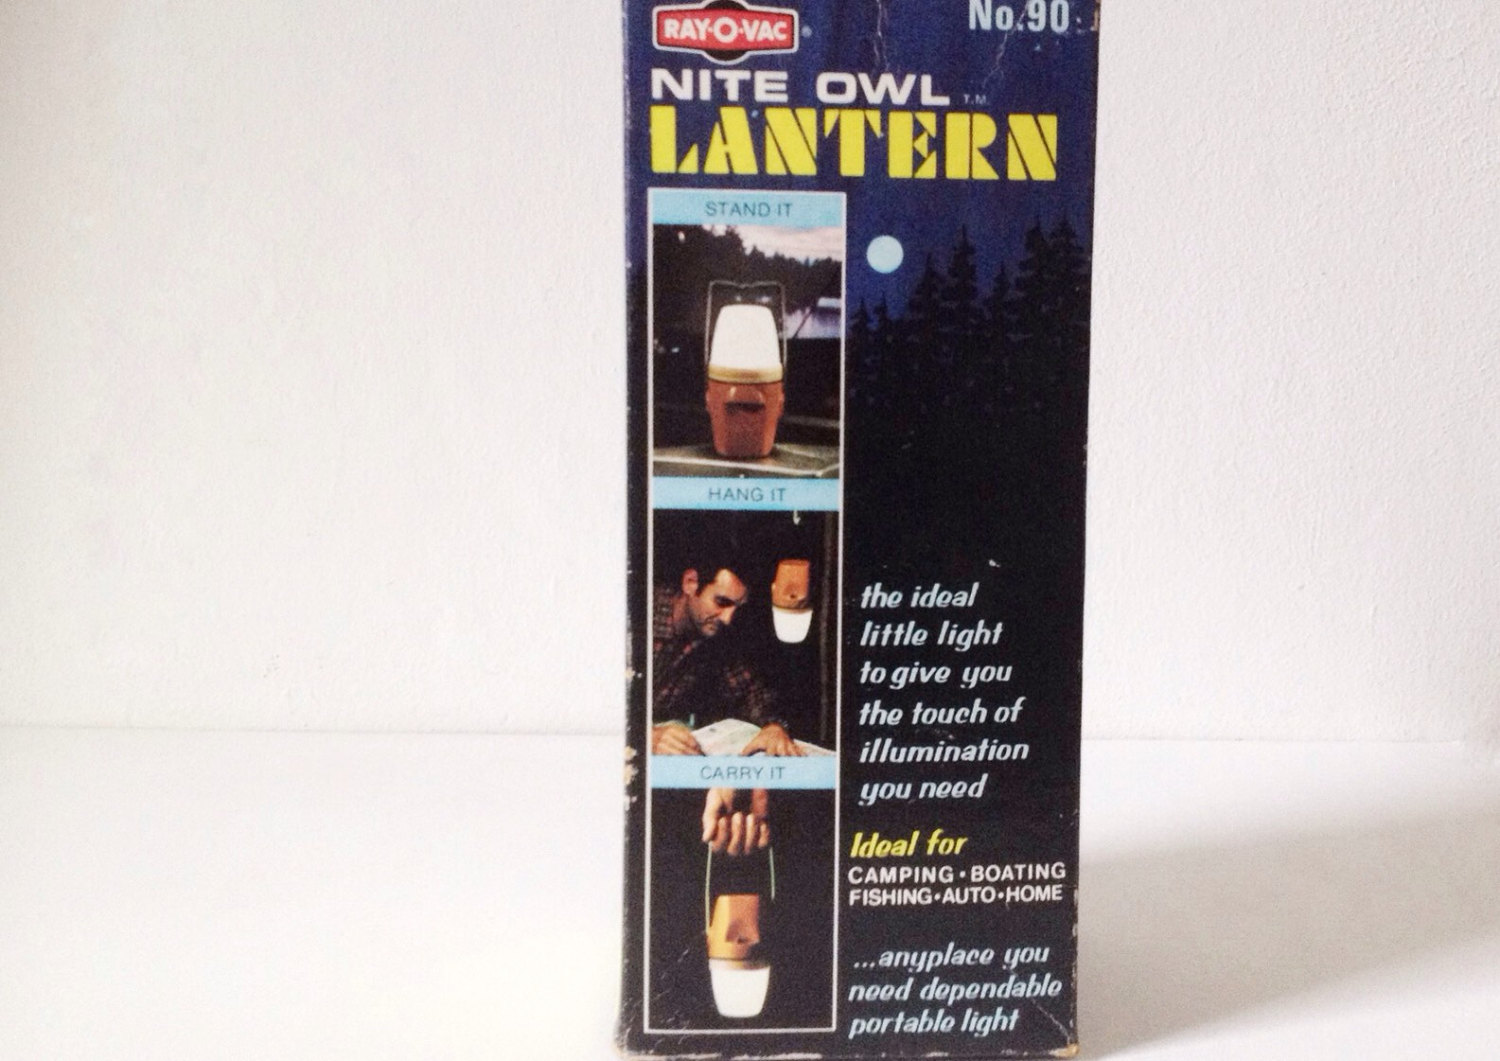 RAY-O-VAC ®
No.90
NITE OWL T.M.
LANTERN
STAND IT
HANG IT
CARRY IT
the ideal
little light
to give you
the touch of
illumination
you need
Ideal for
CAMPING • BOATING
FISHING • AUTO • HOME
...anyplace you
need dependable
portable light